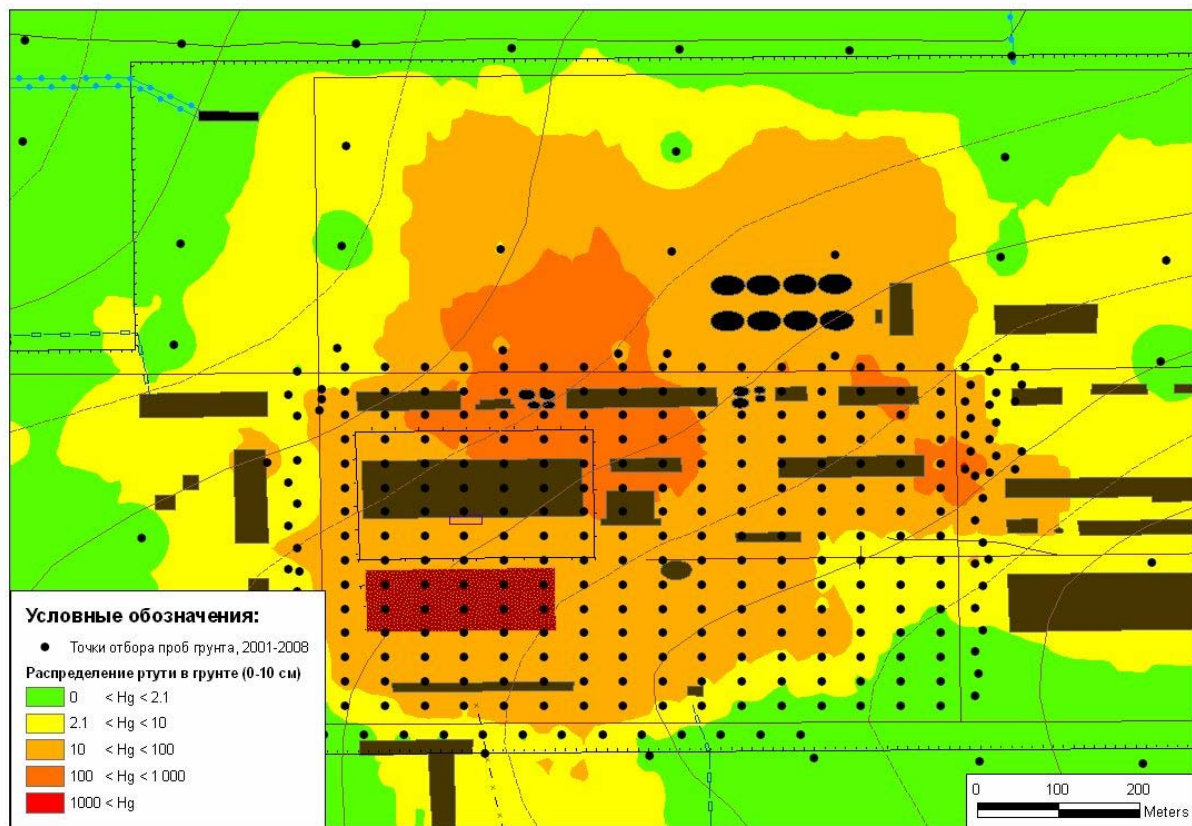 Условные обозначения:
Точки отбора проб грунта, 2001-2008
Распределение ртути в грунте (0-10 см)
0 < Hg < 2.1
2.1 < Hg < 10
10 < Hg < 100
100 < Hg < 1 000
1000 < Hg
0 100 200
Meters